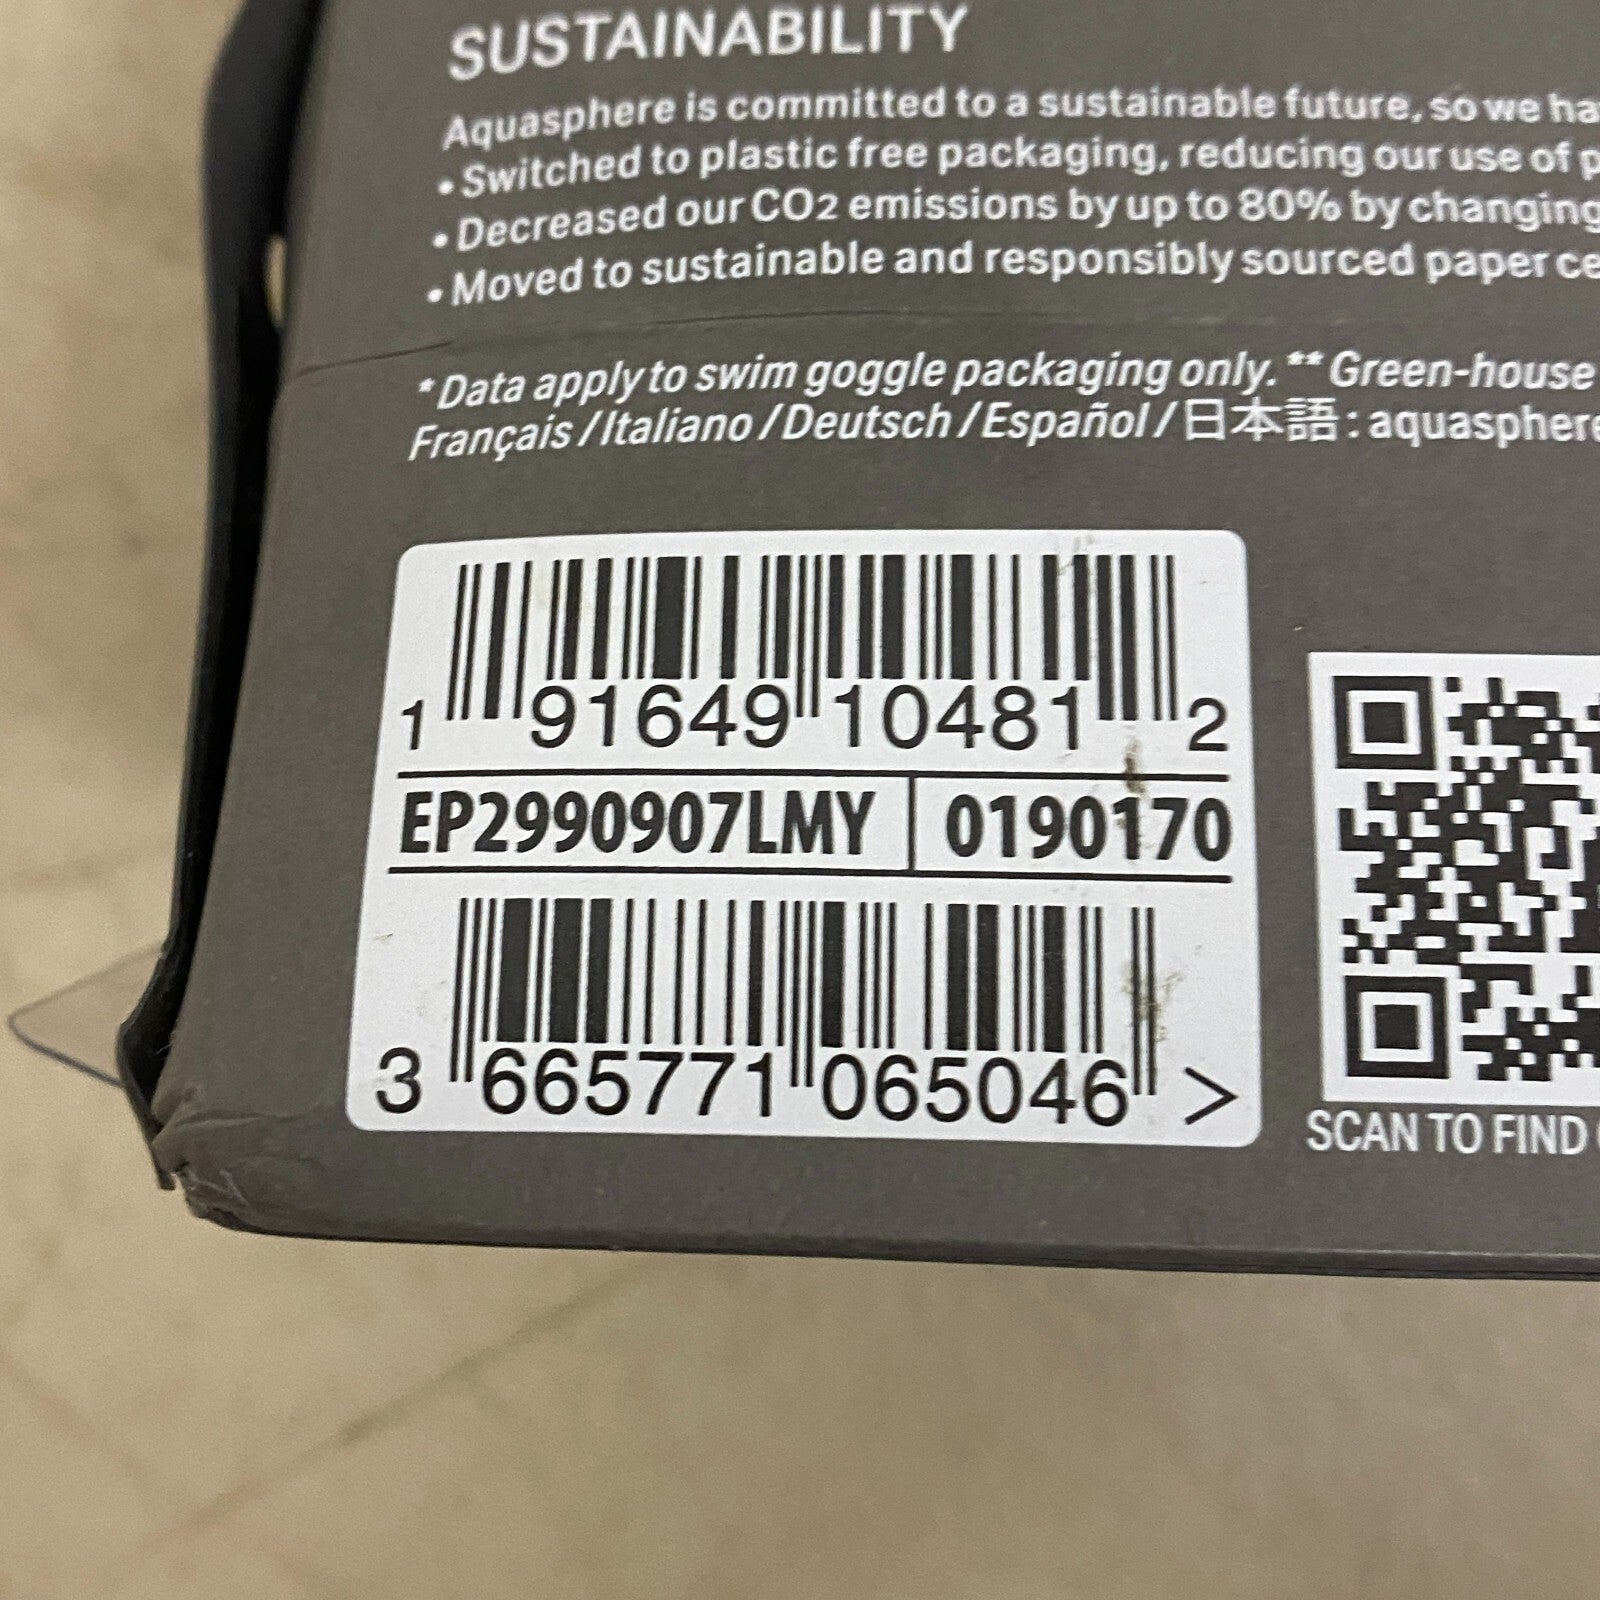 SUSTAINABILITY
Aquasphere is committed to a sustainable future, so we
• Switched to plastic free packaging, reducing our use of
• Decreased our CO2 emissions by up to 80% by changing
• Moved to sustainable and responsibly sourced paper
* Data apply to swim goggle packaging only. ** Green-house
Français / Italiano / Deutsch / Español / 日本語 : aquasphere
1 91649 10481 2
EP2990907LMY 0190170
3 665771 065046 >
SCAN TO FIND